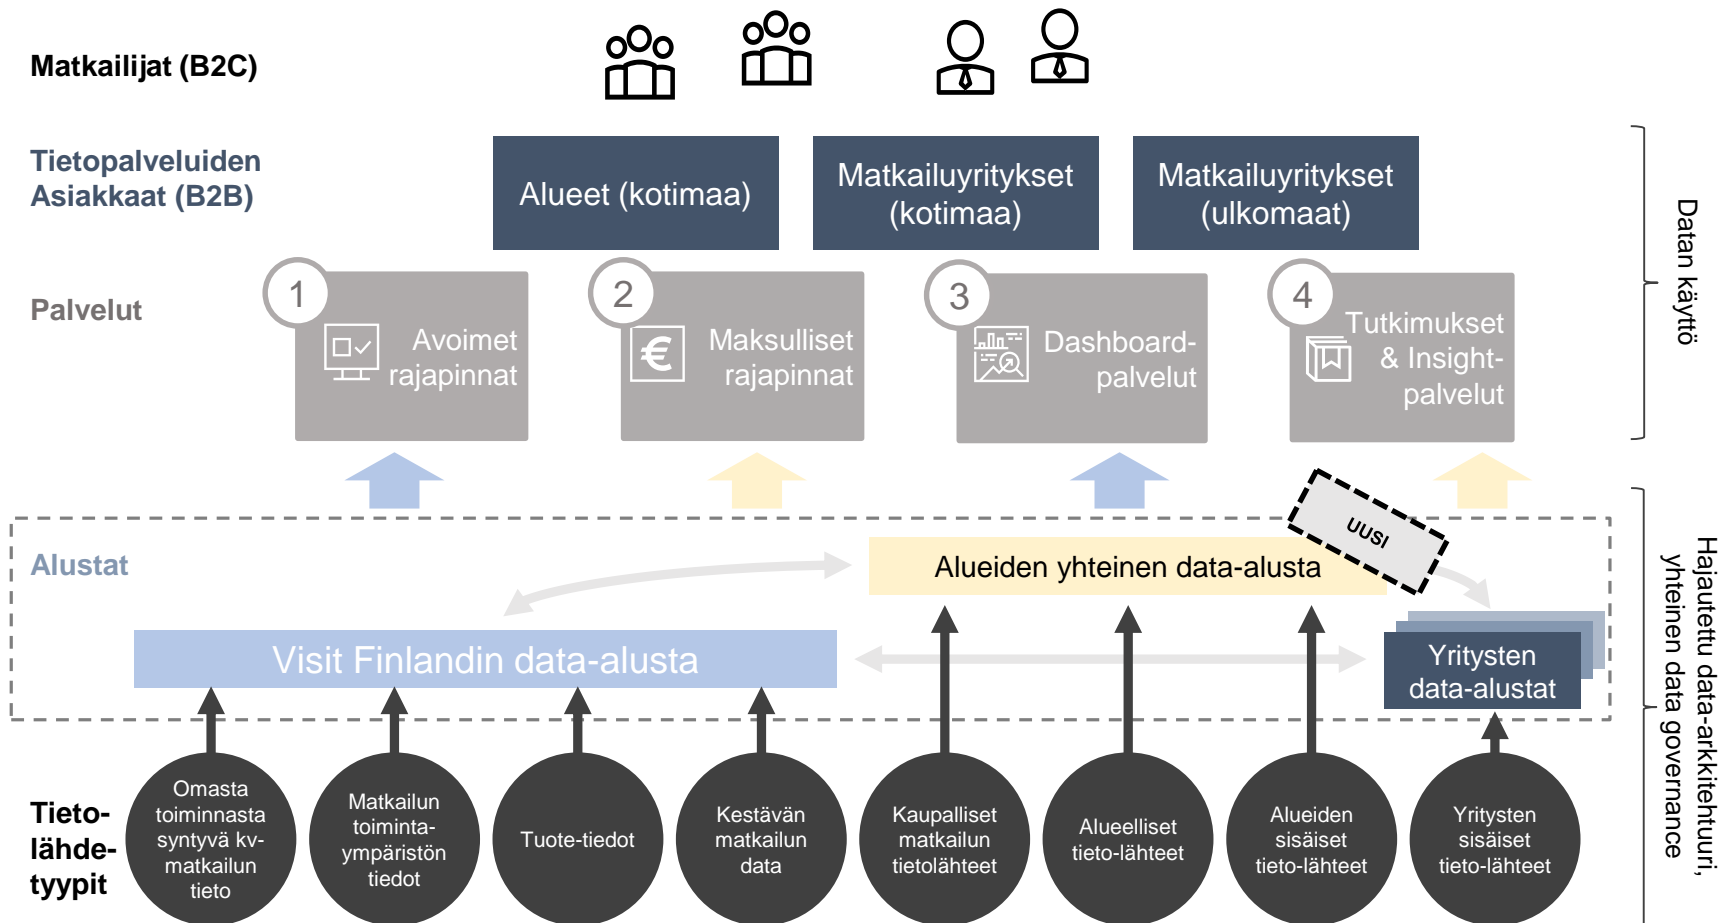 Matkailijat (B2C)
Tietopalveluiden
Asiakkaat (B2B)
Alueet (kotimaa)
Matkailuyritykset
(kotimaa)
Matkailuyritykset
(ulkomaat)
Datan käyttö
Palvelut
1
Avoimet
rajapinnat
2
€
Maksulliset
rajapinnat
3
Dashboard-
palvelut
4
Tutkimukset
& Insight-
palvelut
Alustat
UUSI
Alueiden yhteinen data-alusta
Visit Finlandin data-alusta
Yritysten
data-alustat
Hajautettu data-arkkitehtuuri,
yhteinen data governance
Tieto-
lähde-
tyypit
Omasta
toiminnasta
syntyvä kv-
matkailun
tieto
Matkailun
toiminta-
ympäristön
tiedot
Tuote-tiedot
Kestävän
matkailun
data
Kaupalliset
matkailun
tietolähteet
Alueelliset
tieto-lähteet
Alueiden
sisäiset
tieto-lähteet
Yritysten
sisäiset
tieto-lähteet